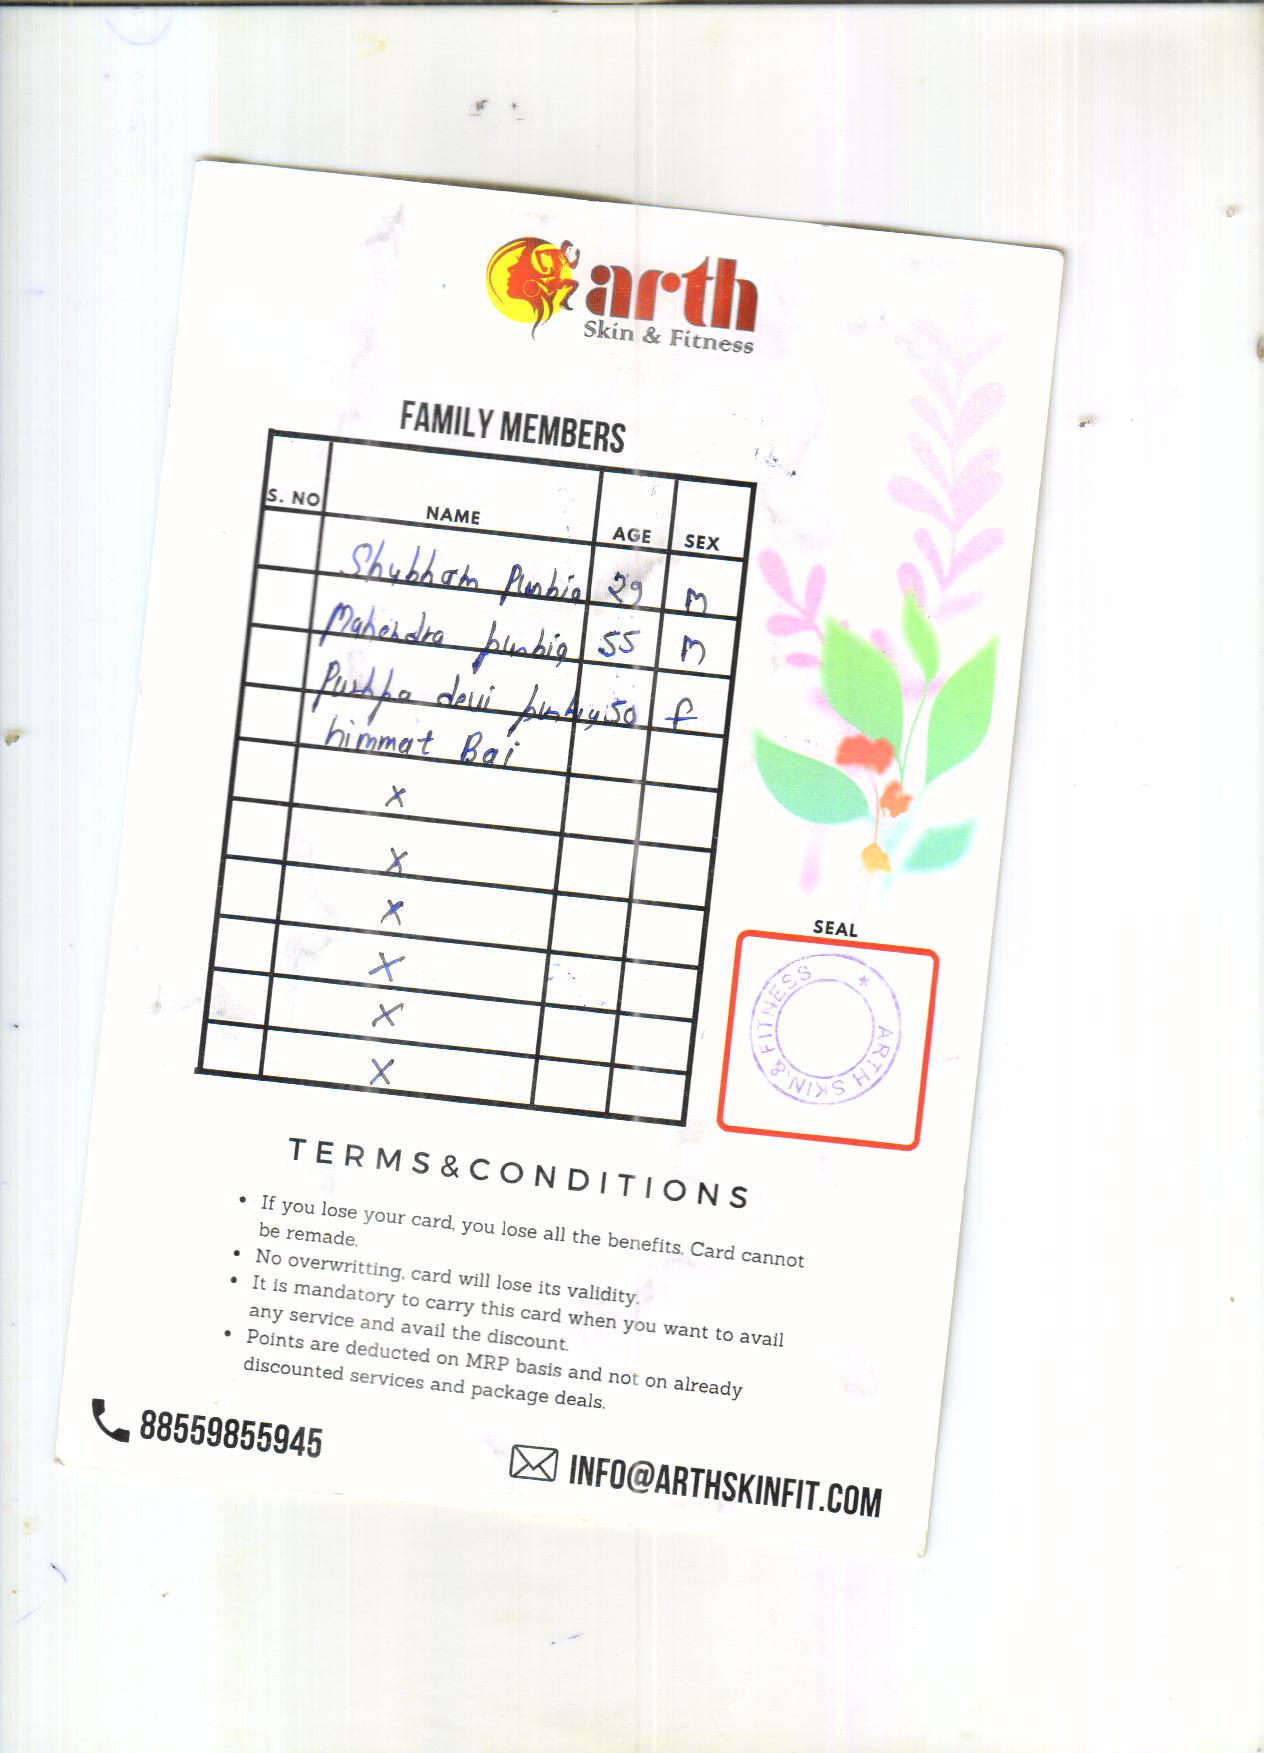 arth
Skin & Fitness
FAMILY MEMBERS
S. NO NAME AGE SEX
Shubham Purbia 29 M
Mahendra purbia 55 M
Pushpa devi purbia 50 f
himmat Bai
x
x
x
x
x
x
SEAL
* ARTH SKIN & FITNESS
TERMS&CONDITIONS
• If you lose your card, you lose all the benefits. Card cannot
be remade.
• No overwritting, card will lose its validity.
• It is mandatory to carry this card when you want to avail
any service and avail the discount.
• Points are deducted on MRP basis and not on already
discounted services and package deals.
88559855945
INFO@ARTHSKINFIT.COM